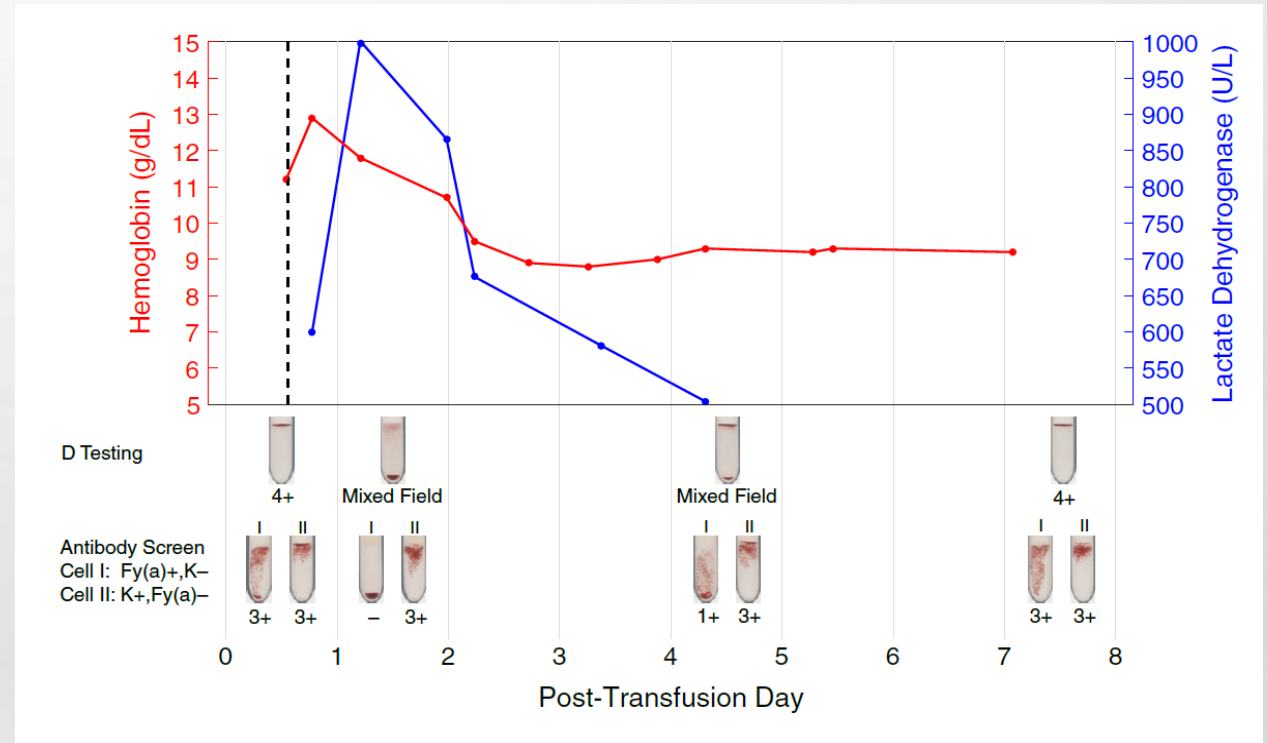 Hemoglobin (g/dL)
15
14
13
12
11
10
9
8
7
6
5
1000
950
900
850
800
750
700
650
600
550
500
Lactate Dehydrogenase (U/L)
D Testing
4+ Mixed Field Mixed Field 4+
I II I II I II I II
Antibody Screen
Cell I: Fy(a)+,K–
Cell II: K+,Fy(a)–
3+ 3+ – 3+ 1+ 3+ 3+ 3+
0 1 2 3 4 5 6 7 8
Post-Transfusion Day